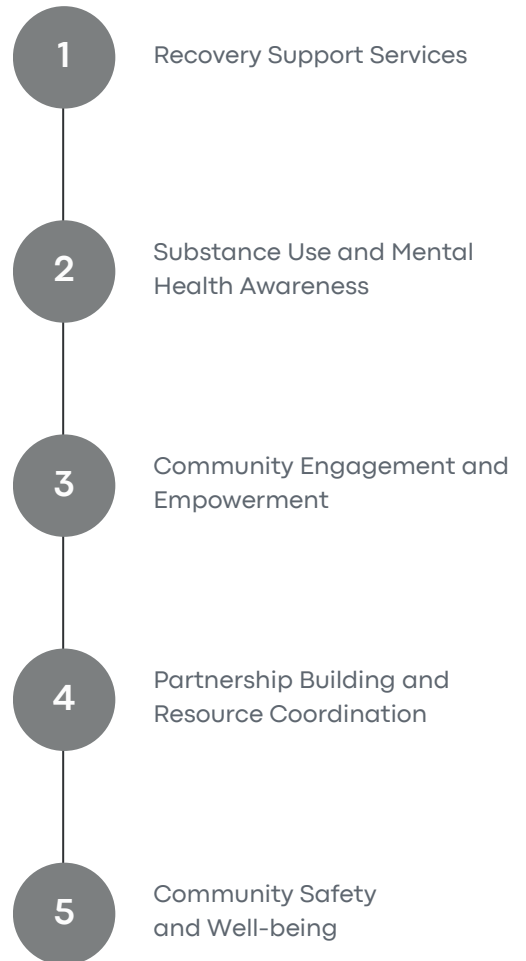 1
Recovery Support Services
2
Substance Use and Mental
Health Awareness
3
Community Engagement and
Empowerment
4
Partnership Building and
Resource Coordination
5
Community Safety
and Well-being